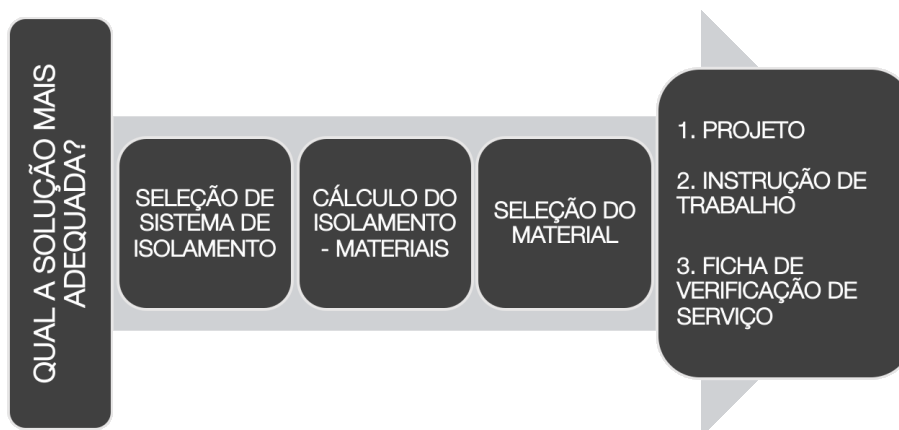 QUAL A SOLUÇÃO MAIS
ADEQUADA?
SELEÇÃO DE
SISTEMA DE
ISOLAMENTO
CÁLCULO DO
ISOLAMENTO
- MATERIAIS
SELEÇÃO DO
MATERIAL
1. PROJETO
2. INSTRUÇÃO DE
TRABALHO
3. FICHA DE
VERIFICAÇÃO DE
SERVIÇO